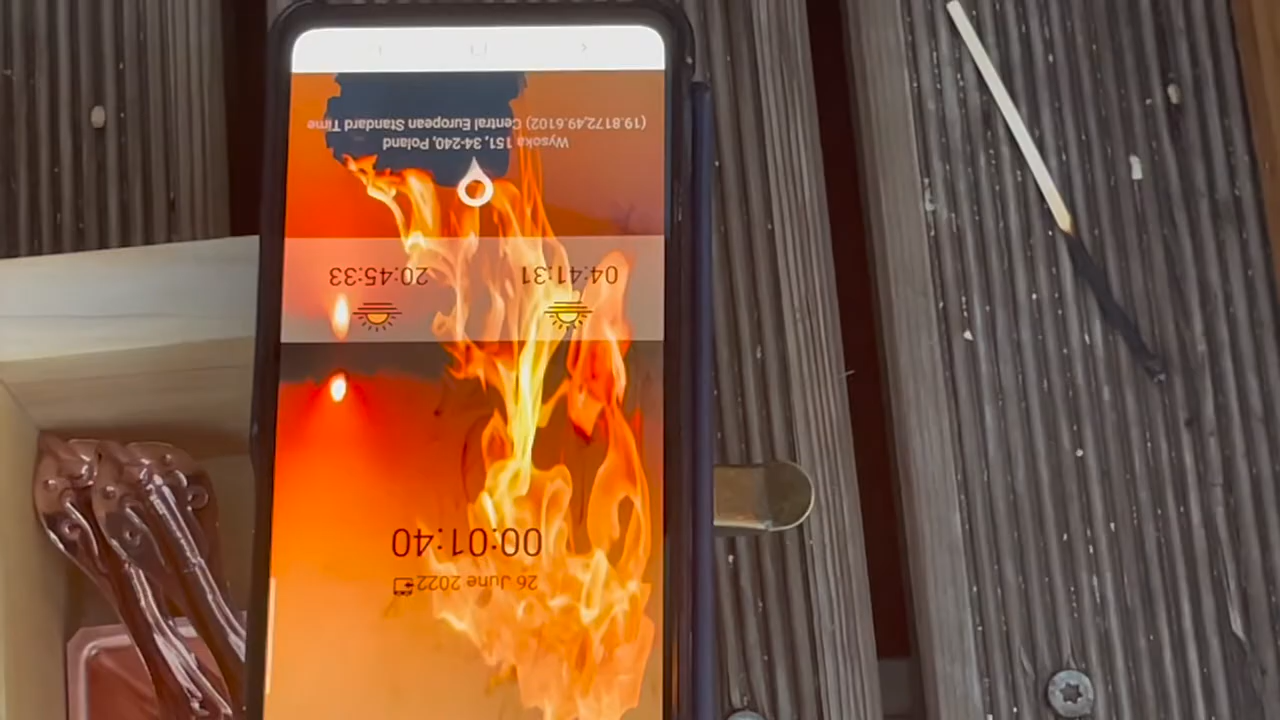 26 June 2022
00:01:40
04:41:31 20:45:33
Wysoka 151, 34-240, Poland
(19.8172,49.6102) Central European Standard Time